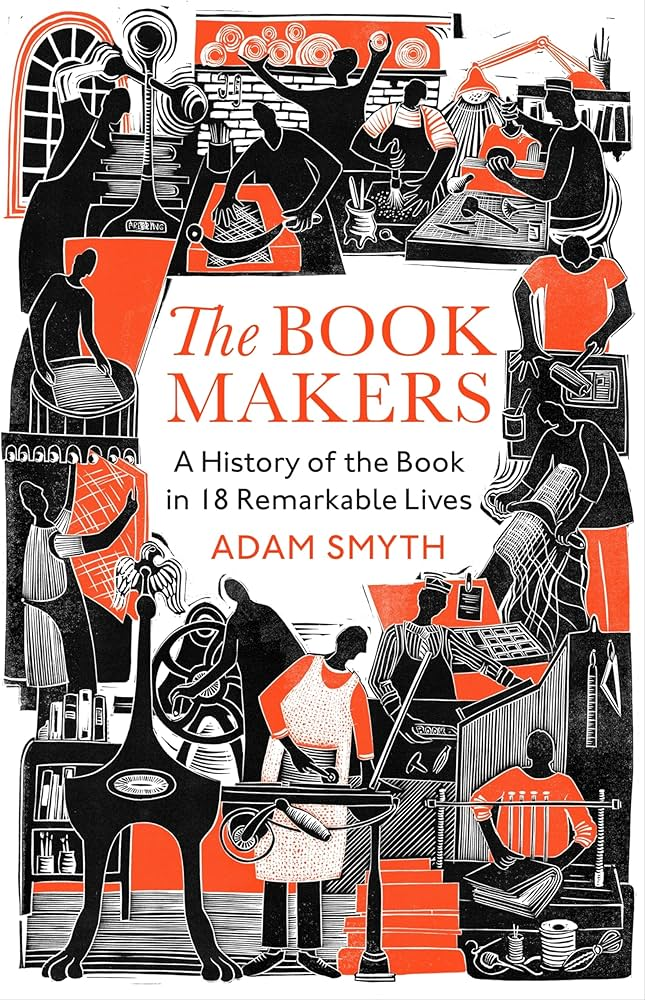 The BOOK
MAKERS
A History of the Book
in 18 Remarkable Lives
ADAM SMYTH